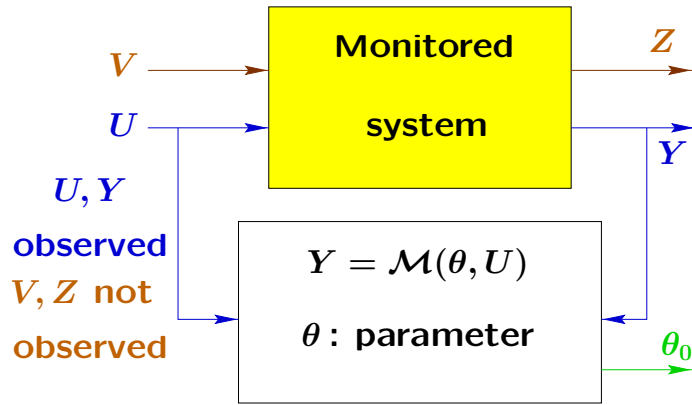 Monitored
system
V
U
Z
Y
U, Y
observed
V, Z not
observed
Y = ℳ(θ, U)
θ : parameter
θ₀